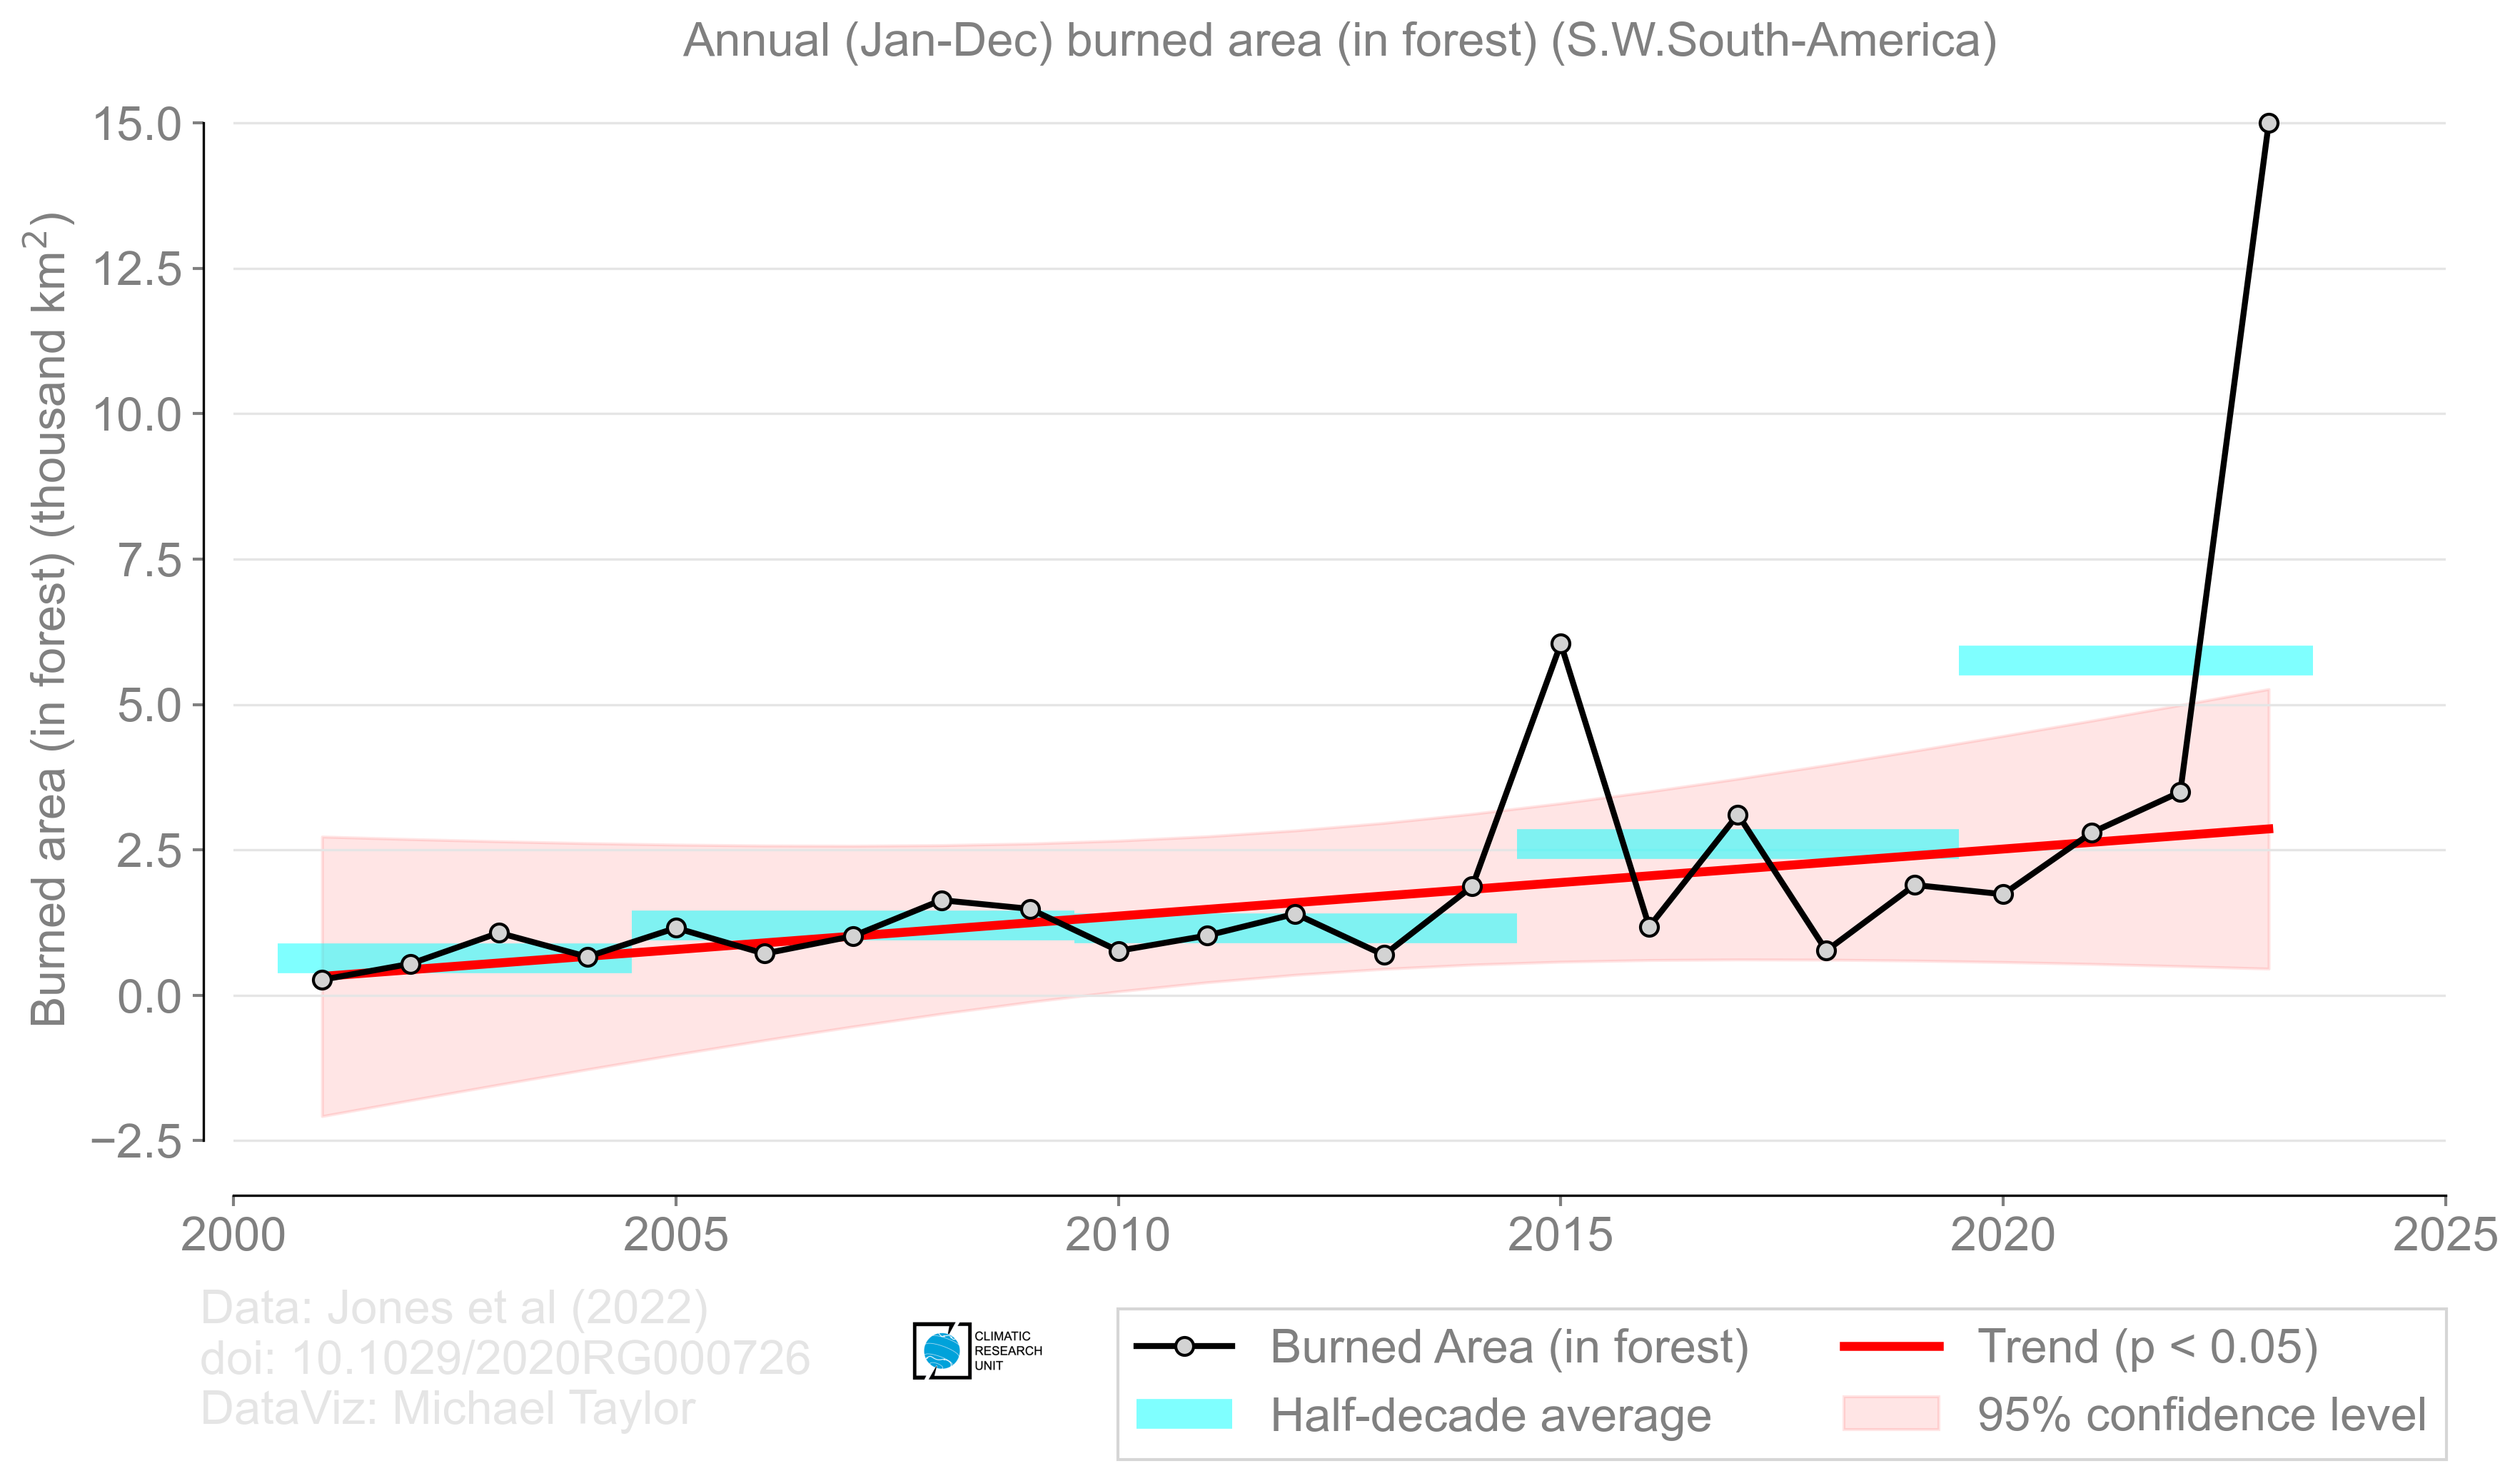 Annual (Jan-Dec) burned area (in forest) (S.W.South-America)
Burned area (in forest) (thousand km²)
15.0
12.5
10.0
7.5
5.0
2.5
0.0
−2.5
2000
2005
2010
2015
2020
2025
Data: Jones et al (2022)
doi: 10.1029/2020RG000726
DataViz: Michael Taylor
CLIMATIC
RESEARCH
UNIT
Burned Area (in forest)
Half-decade average
Trend (p < 0.05)
95% confidence level